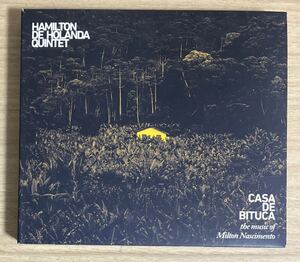 HAMILTON
DE HOLANDA
QUINTET
CASA
DE
BITUCA
the music of
Milton Nascimento